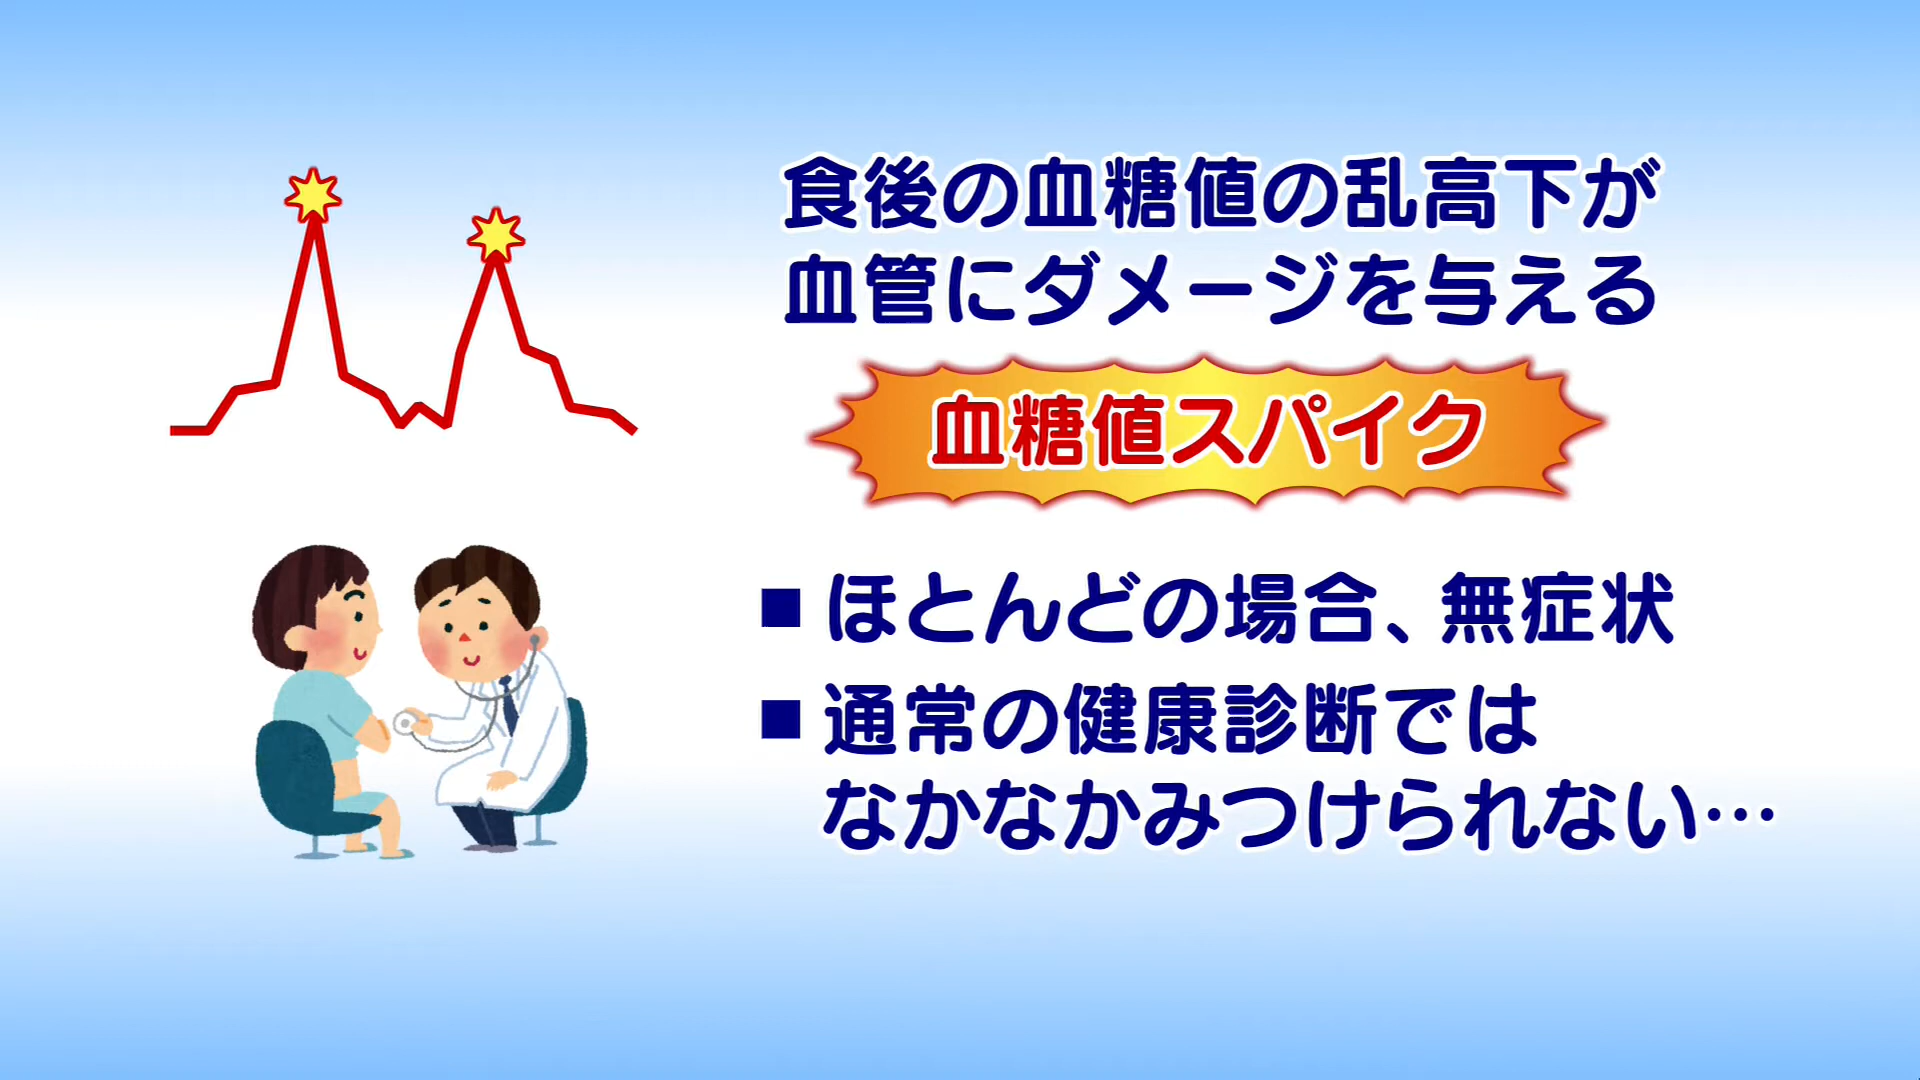 食後の血糖値の乱高下が
血管にダメージを与える
血糖値スパイク
■ ほとんどの場合、無症状
■ 通常の健康診断では
なかなかみつけられない…